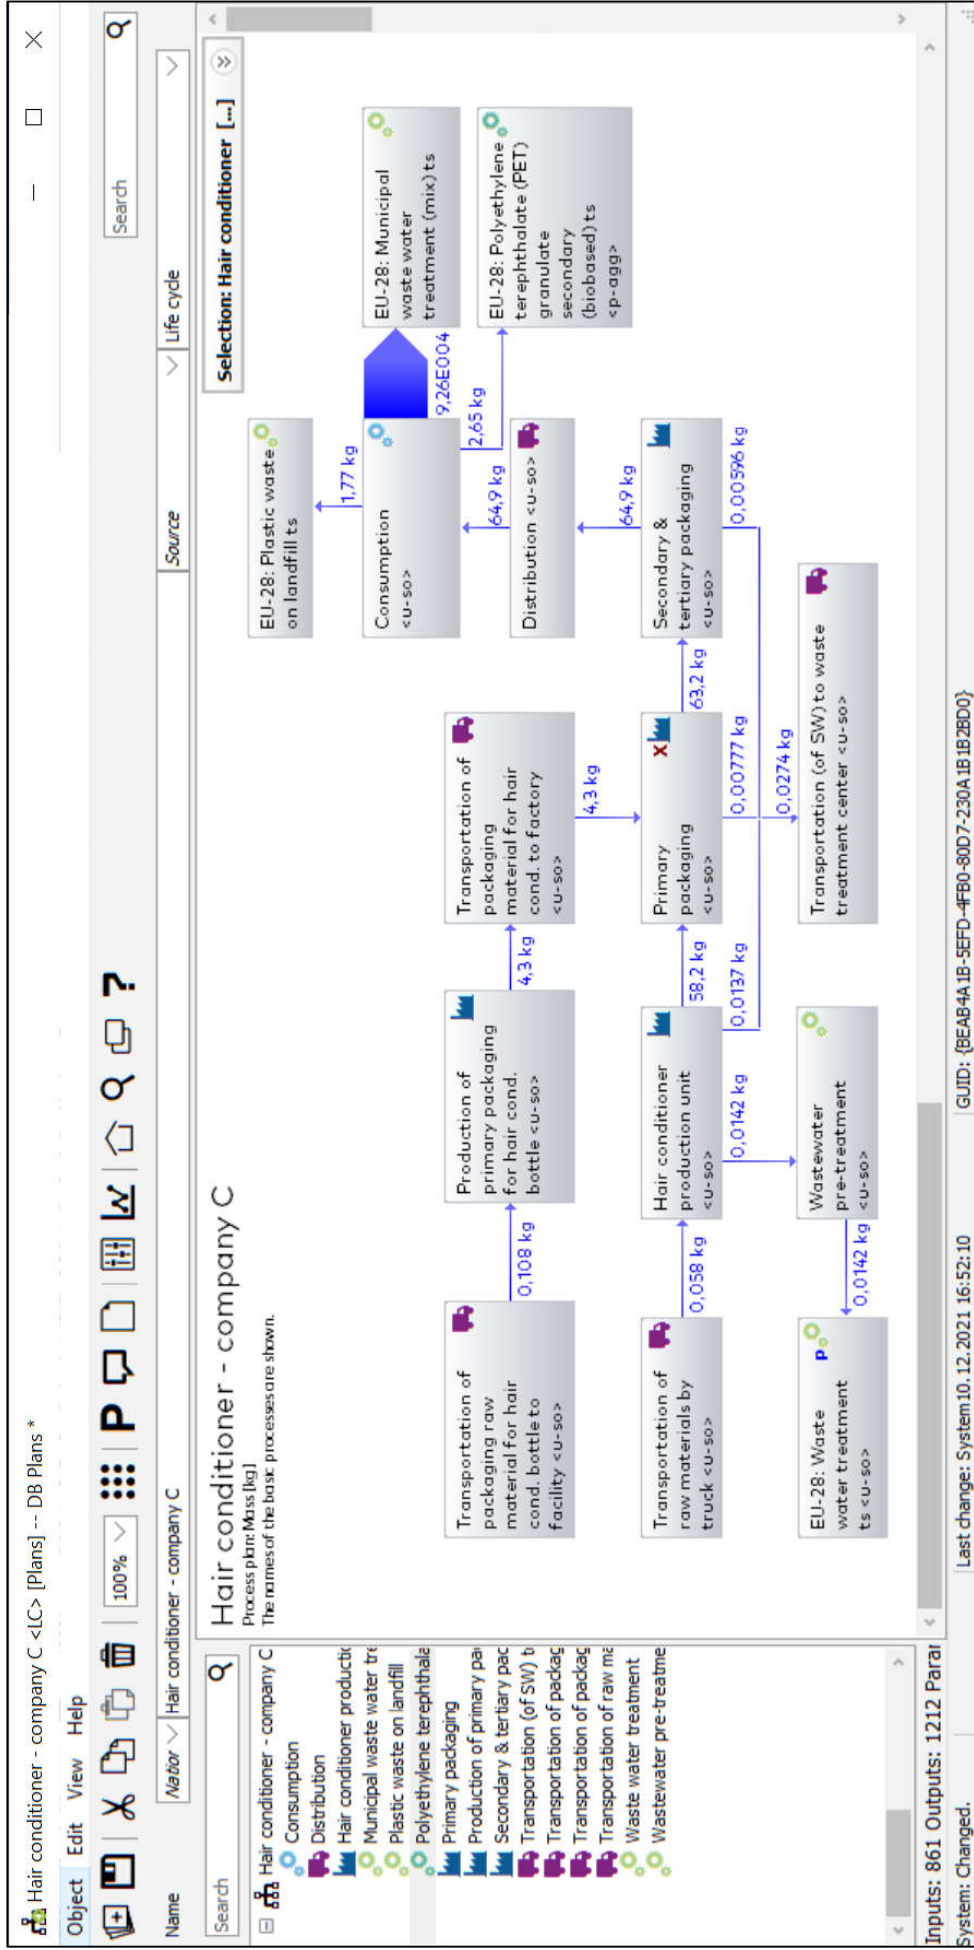 Hair conditioner - company C <LC> [Plans] -- DB Plans *
Object Edit View Help
100%
Search
Name
Nation
Hair conditioner - company C
Source
Life cycle
Search
Hair conditioner - company C
Consumption
Distribution
Hair conditioner productic
Municipal waste water tre
Plastic waste on landfill
Polyethylene terephthala
Primary packaging
Production of primary pa
Secondary & tertiary pac
Transportation (of SW) t
Transportation of packag
Transportation of packag
Transportation of raw ma
Waste water treatment
Wastewater pre-treatme
Hair conditioner - company C
Process plan: Mass [kg]
The names of the basic processes are shown.
Selection: Hair conditioner [...]
EU-28: Plastic waste
on landfill ts
1,77 kg
Consumption
<u-so>
9,26E004
EU-28: Municipal
waste water
treatment (mix) ts
2,65 kg
EU-28: Polyethylene
terephthalate (PET)
granulate
secondary
(biobased) ts
<p-agg>
64,9 kg
Distribution <u-so>
64,9 kg
Transportation of
packaging raw
material for hair
cond. bottle to
facility <u-so>
0,108 kg
Production of
primary packaging
for hair cond.
bottle <u-so>
4,3 kg
Transportation of
packaging
material for hair
cond. to factory
<u-so>
4,3 kg
Transportation of
raw materials by
truck <u-so>
0,058 kg
Hair conditioner
production unit
<u-so>
58,2 kg
Primary
packaging
<u-so>
X
63,2 kg
Secondary &
tertiary packaging
<u-so>
0,0142 kg
0,0137 kg
0,00777 kg
0,00596 kg
0,0274 kg
EU-28: Waste
water treatment
ts <u-so>
p
0,0142 kg
Wastewater
pre-treatment
<u-so>
Transportation (of SW) to waste
treatment center <u-so>
Inputs: 861 Outputs: 1212 Parar
System: Changed.
Last change: System10.12.2021 16:52:10
GUID: {BEAB4A1B-5EFD-4FB0-80D7-230A1B1B2BD0}